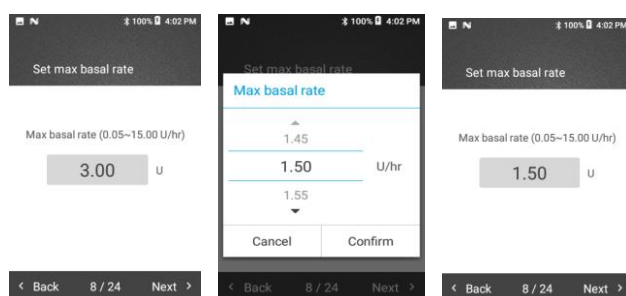 100% 4:02 PM
Set max basal rate
Max basal rate (0.05~15.00 U/hr)
3.00 U
< Back 8 / 24 Next >
100% 4:02 PM
Set max basal rate
Max basal rate
1.45
1.50 U/hr
1.55
Cancel Confirm
< Back 8 / 24 Next >
100% 4:02 PM
Set max basal rate
Max basal rate (0.05~15.00 U/hr)
1.50 U
< Back 8 / 24 Next >